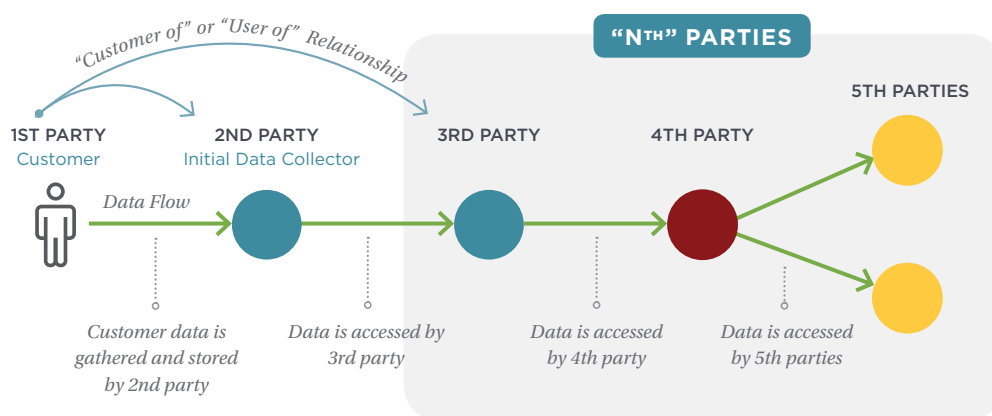 “Customer of” or “User of” Relationship
“NTH” PARTIES
5TH PARTIES
1ST PARTY
Customer
2ND PARTY
Initial Data Collector
3RD PARTY
4TH PARTY
Data Flow
Customer data is
gathered and stored
by 2nd party
Data is accessed by
3rd party
Data is accessed
by 4th party
Data is accessed
by 5th parties